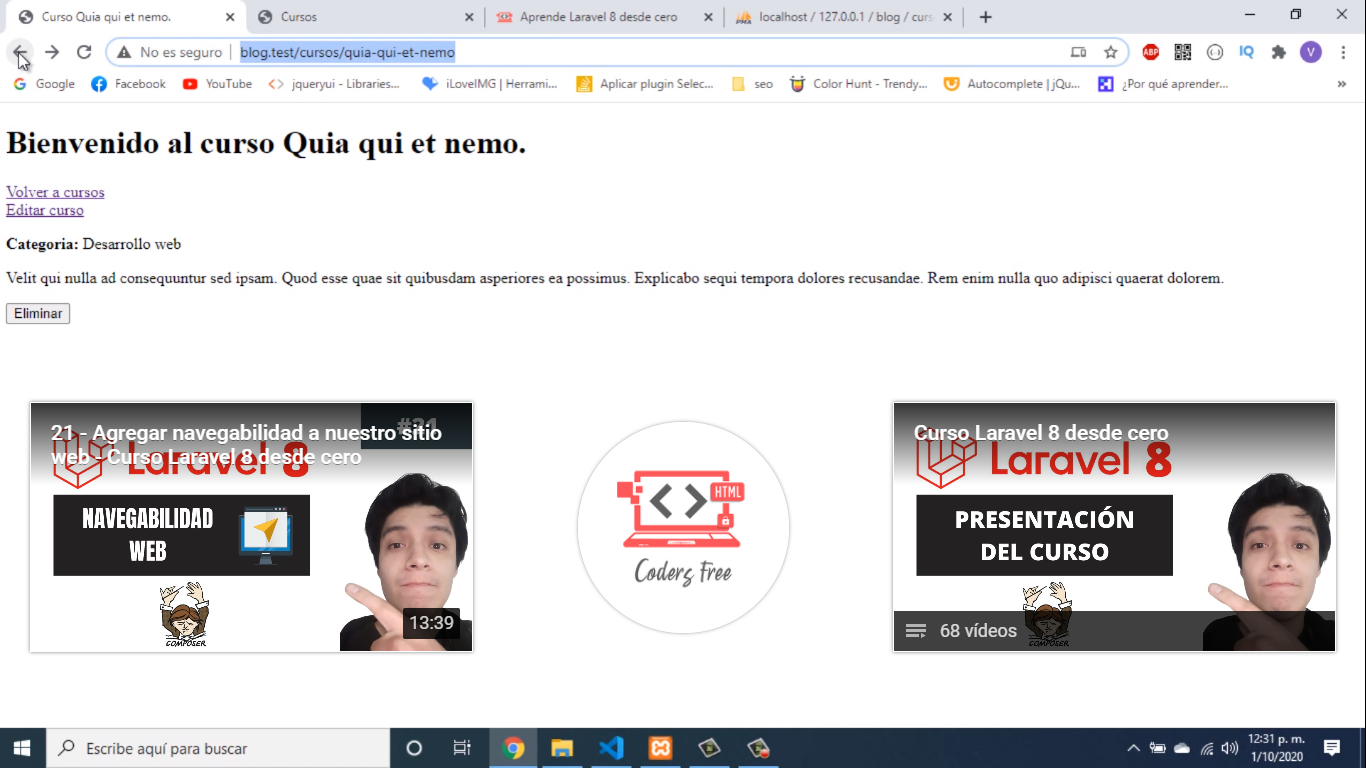 Curso Quia qui et nemo.
Cursos
Aprende Laravel 8 desde cero
PMA
localhost / 127.0.0.1 / blog / curs
No es seguro
blog.test/cursos/quia-qui-et-nemo
ABP
IQ
V
Google
Facebook
YouTube
jqueryui - Libraries...
iLoveIMG | Herrami...
Aplicar plugin Selec...
seo
Color Hunt - Trendy...
Autocomplete | jQu...
¿Por qué aprender...
»
Bienvenido al curso Quia qui et nemo.
Volver a cursos
Editar curso
Categoria: Desarrollo web
Velit qui nulla ad consequuntur sed ipsam. Quod esse quae sit quibusdam asperiores ea possimus. Explicabo sequi tempora dolores recusandae. Rem enim nulla quo adipisci quaerat dolorem.
Eliminar
#21
21 - Agregar navegabilidad a nuestro sitio
web - Curso Laravel 8 desde cero
Laravel 8
NAVEGABILIDAD
WEB
COMPOSER
13:39
HTML
Coders Free
Curso Laravel 8 desde cero
Laravel 8
PRESENTACIÓN
DEL CURSO
COMPOSER
68 vídeos
Escribe aquí para buscar
12:31 p. m.
1/10/2020